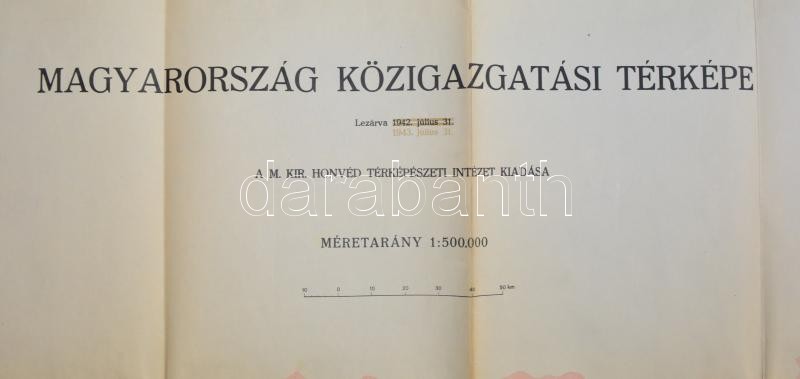 MAGYARORSZÁG KÖZIGAZGATÁSI TÉRKÉPE
Lezárva 1942. július 31.
1943. július 31.
A M. KIR. HONVÉD TÉRKÉPÉSZETI INTÉZET KIADÁSA
darabanth
MÉRETARÁNY 1:500.000
10 0 10 20 30 40 50 km